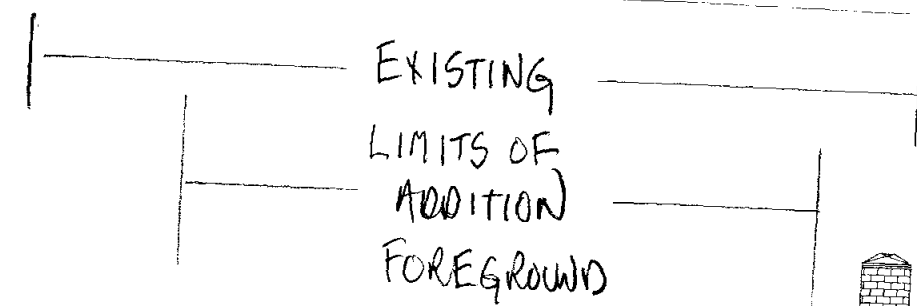 EXISTING
LIMITS OF
ADDITION
FOREGROUND